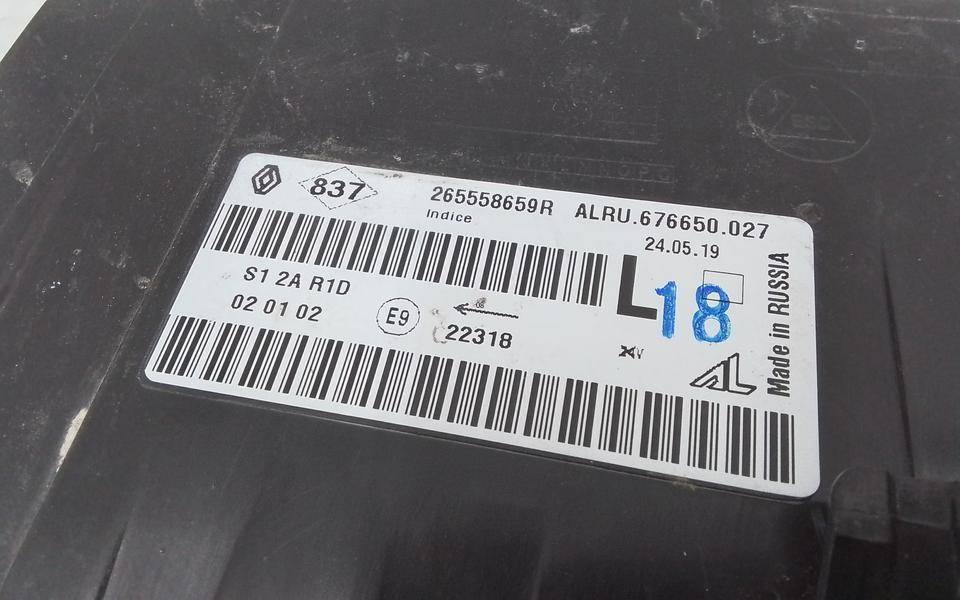 837
265558659R ALRU.676650.027
Indice
24.05.19
S1 2A R1D
02 01 02
E9
22318
L
18
AL
Made in RUSSIA